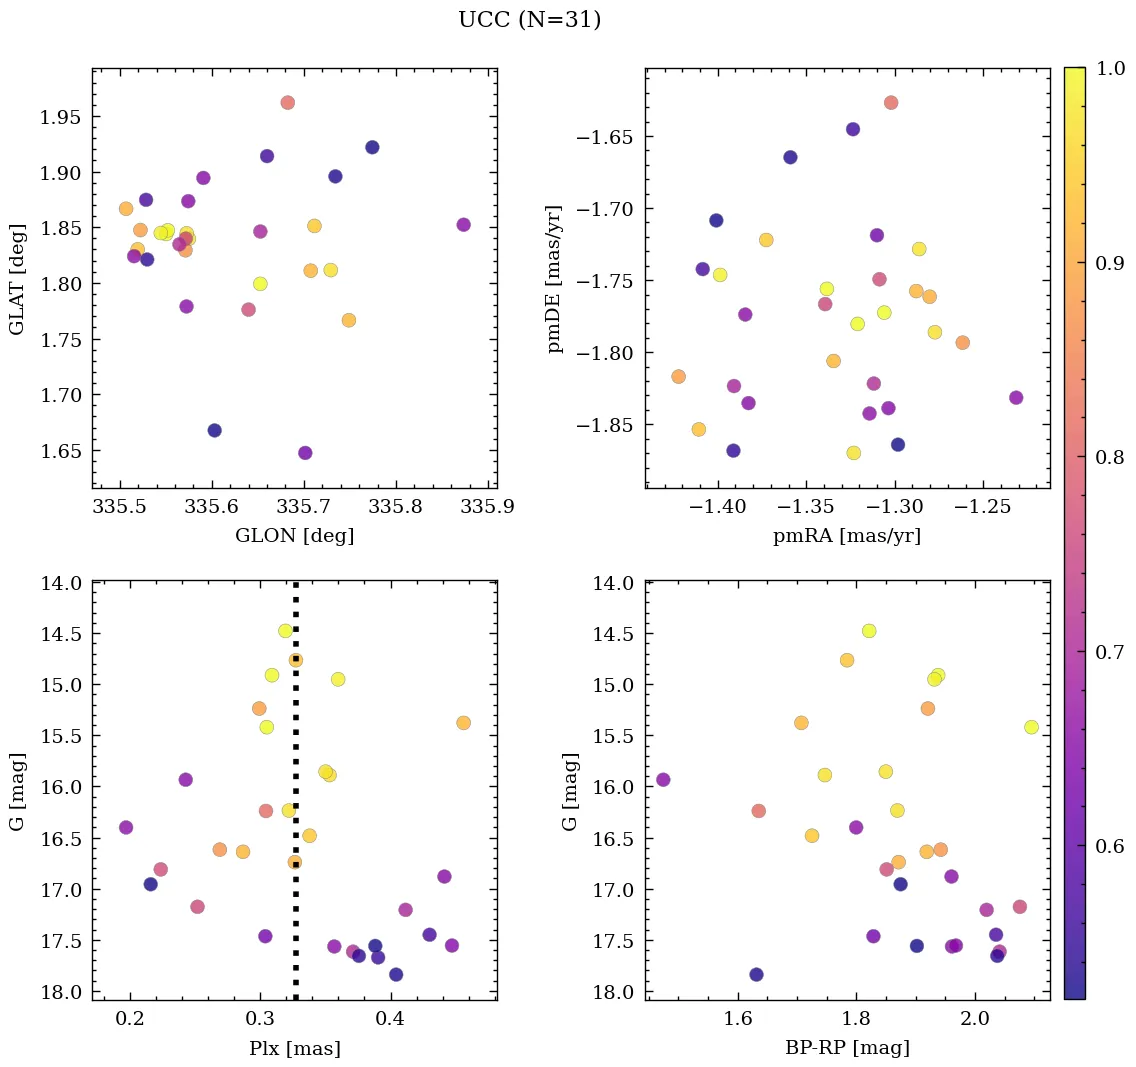 UCC (N=31)
1.95
1.90
1.85
1.80
1.75
1.70
1.65
GLAT [deg]
335.5 335.6 335.7 335.8 335.9
GLON [deg]
−1.65
−1.70
−1.75
−1.80
−1.85
pmDE [mas/yr]
−1.40 −1.35 −1.30 −1.25
pmRA [mas/yr]
14.0
14.5
15.0
15.5
16.0
16.5
17.0
17.5
18.0
G [mag]
0.2 0.3 0.4
Plx [mas]
14.0
14.5
15.0
15.5
16.0
16.5
17.0
17.5
18.0
G [mag]
1.6 1.8 2.0
BP-RP [mag]
1.0
0.9
0.8
0.7
0.6